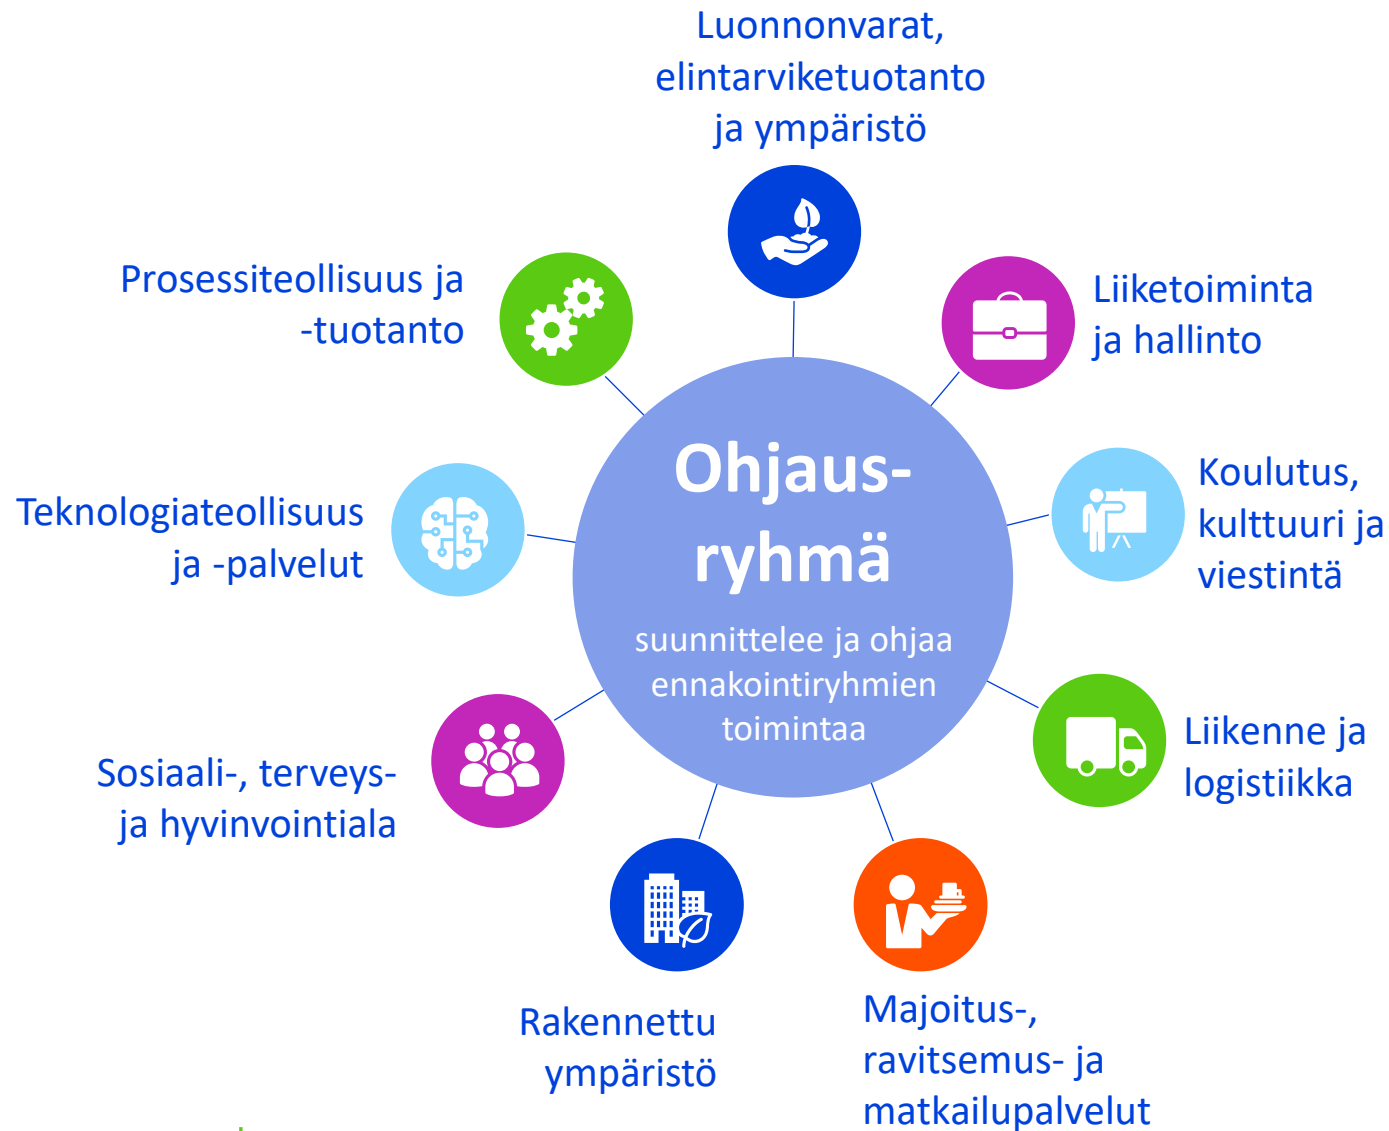 Luonnonvarat,
elintarviketuotanto
ja ympäristö
Liiketoiminta
ja hallinto
Koulutus,
kulttuuri ja
viestintä
Liikenne ja
logistiikka
Majoitus-,
ravitsemus- ja
matkailupalvelut
Rakennettu
ympäristö
Sosiaali-, terveys-
ja hyvinvointiala
Teknologiateollisuus
ja -palvelut
Prosessiteollisuus ja
-tuotanto
Ohjaus-
ryhmä
suunnittelee ja ohjaa
ennakointiryhmien
toimintaa